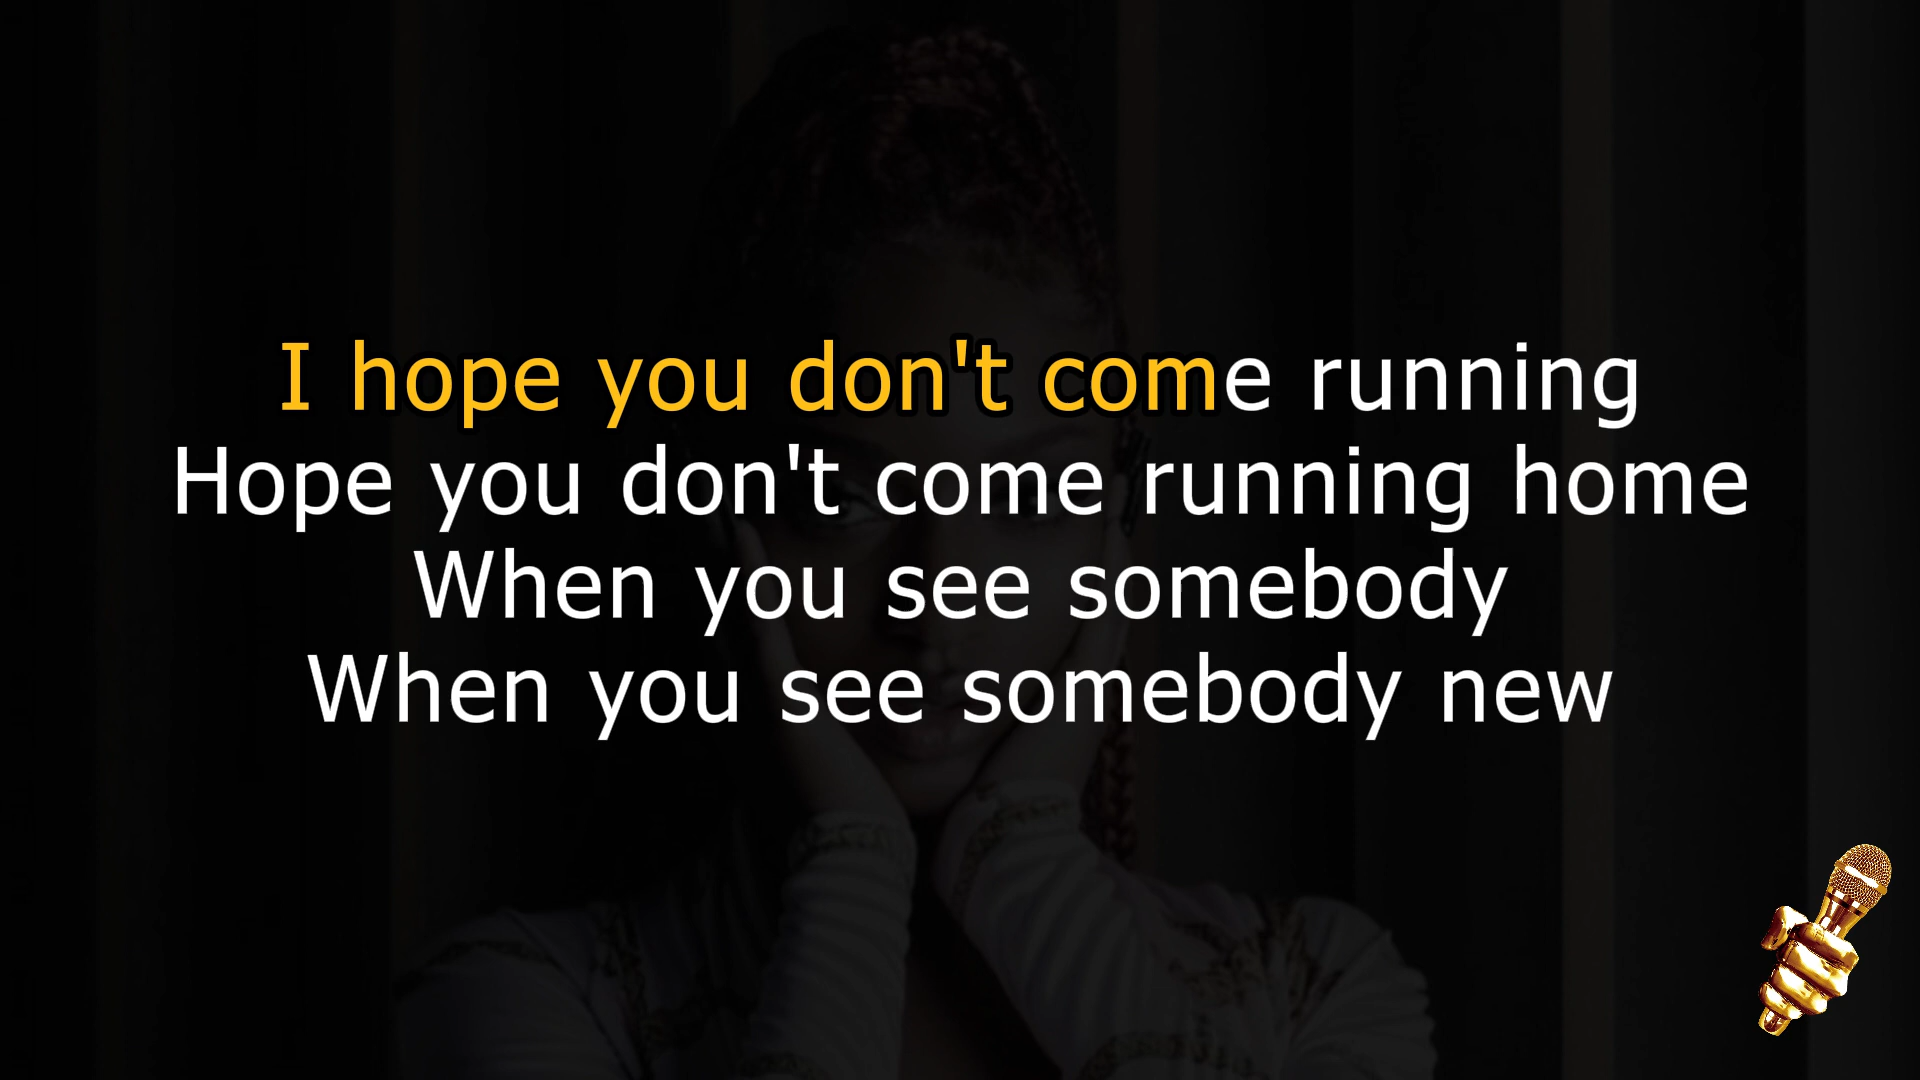 I hope you don't come running
Hope you don't come running home
When you see somebody
When you see somebody new